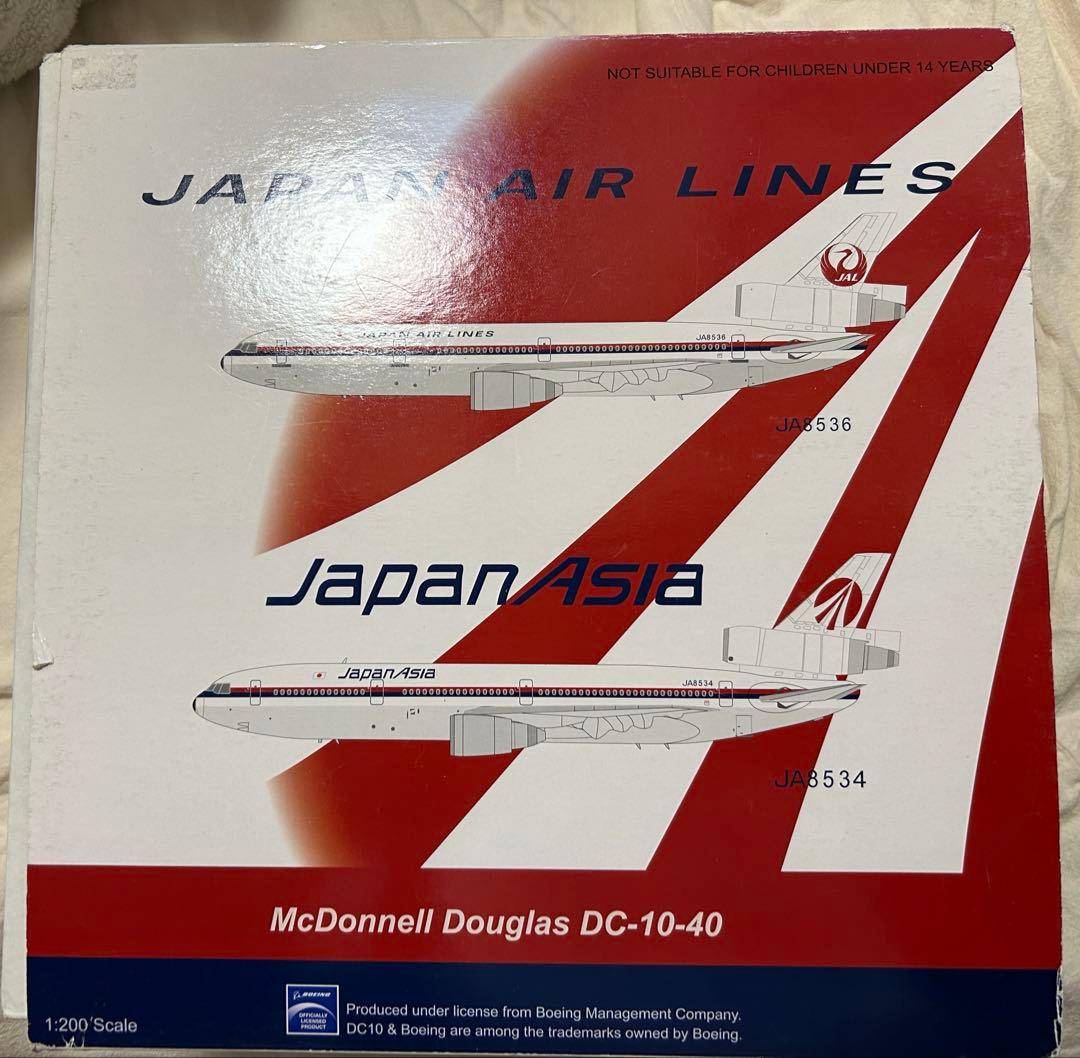 NOT SUITABLE FOR CHILDREN UNDER 14 YEARS
JAPAN AIR LINES
JAL
JAPAN AIR LINES
JA8536
JA8536
JapanAsia
JapanAsia
JA8534
JA8534
McDonnell Douglas DC-10-40
BOEING
OFFICIALLY
LICENSED
PRODUCT
Produced under license from Boeing Management Company.
DC10 & Boeing are among the trademarks owned by Boeing.
1:200 Scale